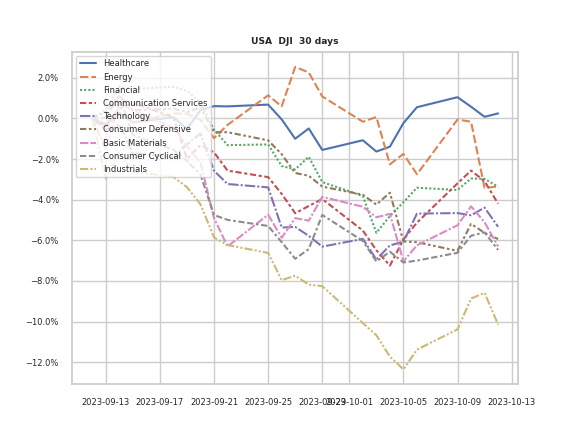 USA DJI 30 days
Healthcare
Energy
Financial
Communication Services
Technology
Consumer Defensive
Basic Materials
Consumer Cyclical
Industrials
2.0%
0.0%
−2.0%
−4.0%
−6.0%
−8.0%
−10.0%
−12.0%
2023-09-13 2023-09-17 2023-09-21 2023-09-25 2023-09-29 2023-10-01 2023-10-05 2023-10-09 2023-10-13